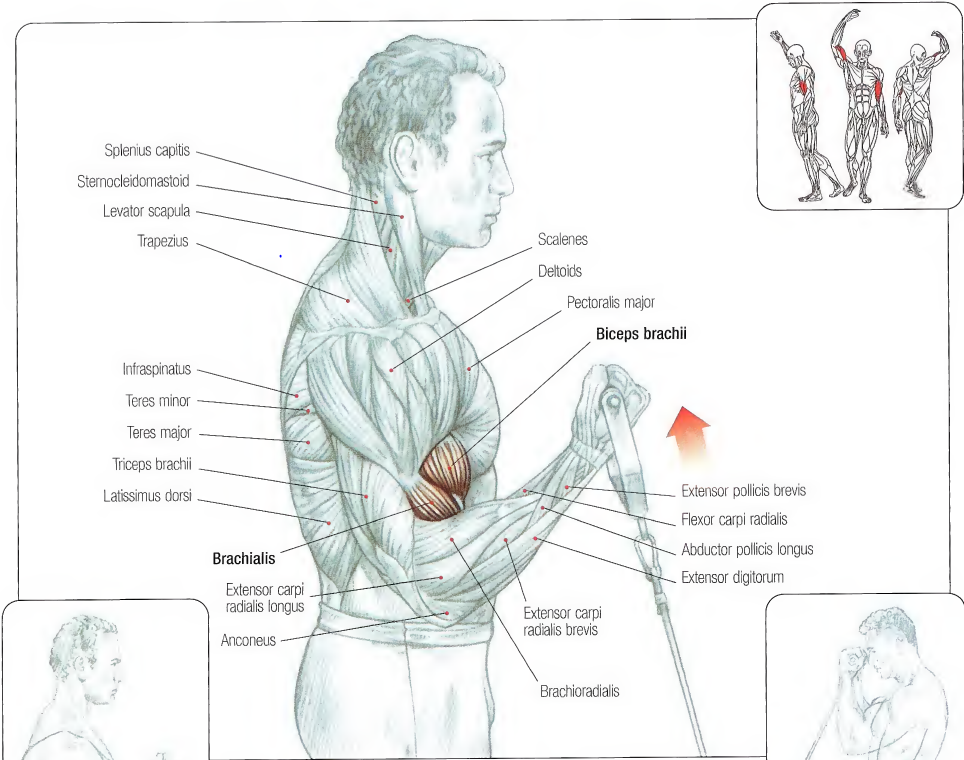 Splenius capitis
Sternocleidomastoid
Levator scapula
Trapezius
Scalenes
Deltoids
Pectoralis major
Biceps brachii
Infraspinatus
Teres minor
Teres major
Triceps brachii
Latissimus dorsi
Brachialis
Extensor carpi
radialis longus
Anconeus
Extensor pollicis brevis
Flexor carpi radialis
Abductor pollicis longus
Extensor digitorum
Extensor carpi
radialis brevis
Brachioradialis